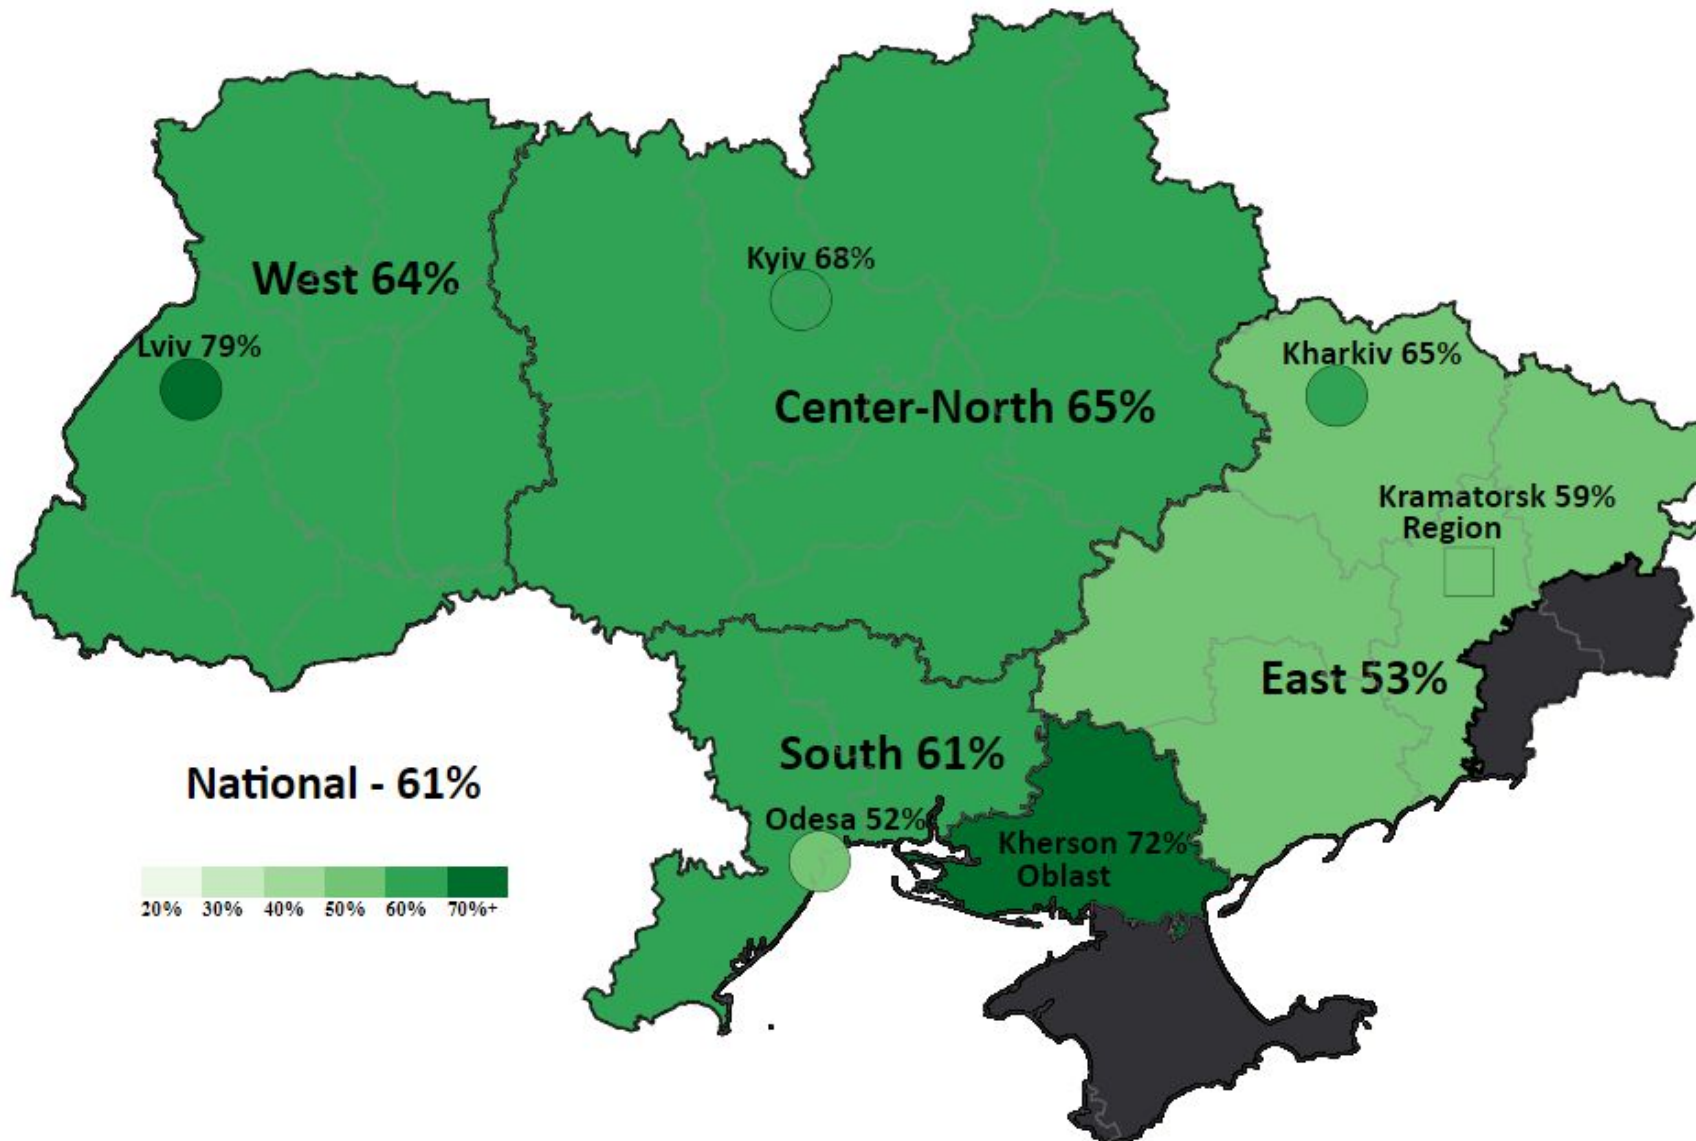 Kyiv 68%
West 64%
Lviv 79%
Kharkiv 65%
Center-North 65%
Kramatorsk 59%
Region
East 53%
South 61%
National - 61%
Odesa 52%
Kherson 72%
Oblast
20% 30% 40% 50% 60% 70%+